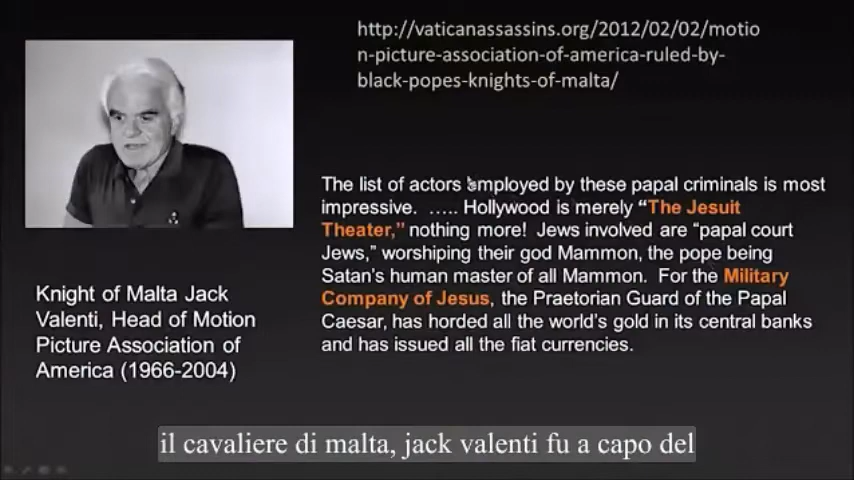 http://vaticanassassins.org/2012/02/02/motio
n-picture-association-of-america-ruled-by-
black-popes-knights-of-malta/
The list of actors employed by these papal criminals is most
impressive. ..... Hollywood is merely “The Jesuit
Theater,” nothing more! Jews involved are “papal court
Jews,” worshiping their god Mammon, the pope being
Satan’s human master of all Mammon. For the Military
Company of Jesus, the Praetorian Guard of the Papal
Caesar, has horded all the world’s gold in its central banks
and has issued all the fiat currencies.
Knight of Malta Jack
Valenti, Head of Motion
Picture Association of
America (1966-2004)
il cavaliere di malta, jack valenti fu a capo del